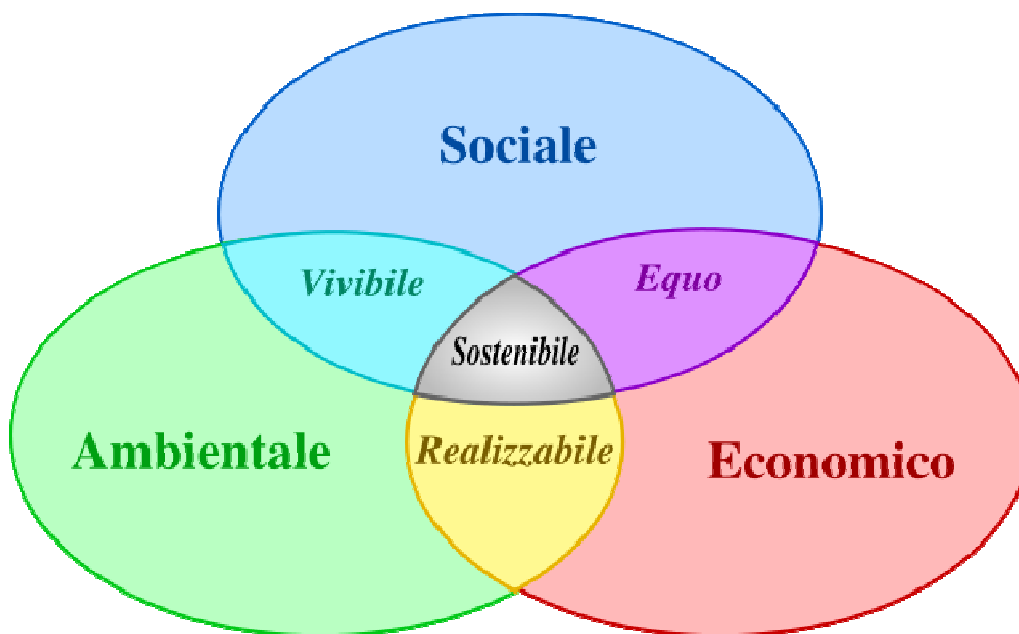 Sociale
Vivibile
Equo
Sostenibile
Ambientale
Realizzabile
Economico